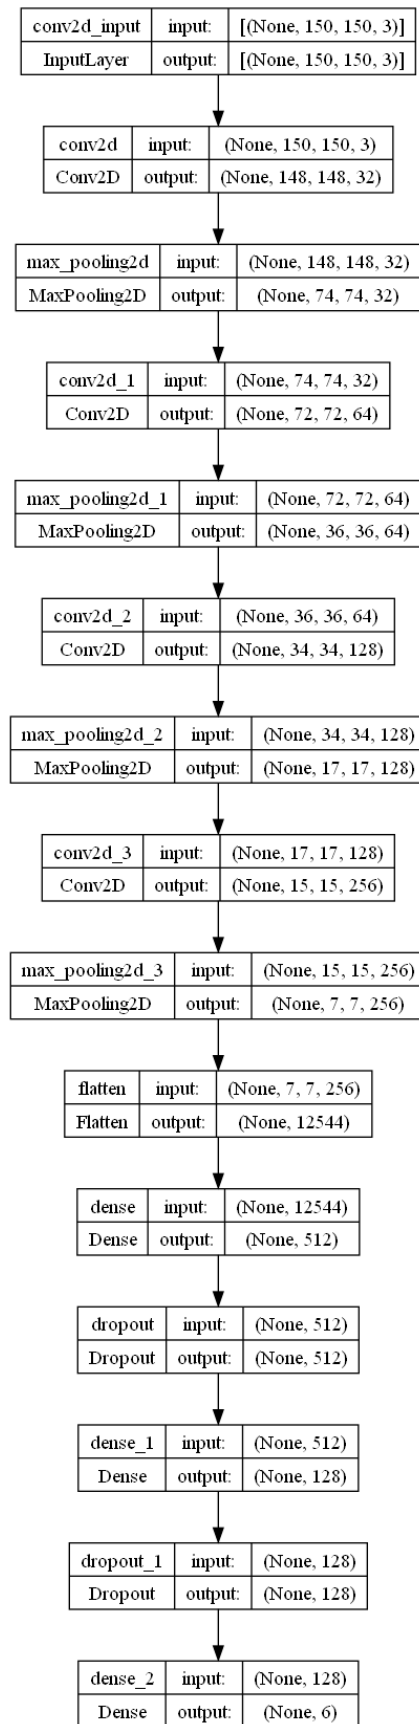 conv2d_input input: [(None, 150, 150, 3)]
InputLayer output: [(None, 150, 150, 3)]
conv2d input: (None, 150, 150, 3)
Conv2D output: (None, 148, 148, 32)
max_pooling2d input: (None, 148, 148, 32)
MaxPooling2D output: (None, 74, 74, 32)
conv2d_1 input: (None, 74, 74, 32)
Conv2D output: (None, 72, 72, 64)
max_pooling2d_1 input: (None, 72, 72, 64)
MaxPooling2D output: (None, 36, 36, 64)
conv2d_2 input: (None, 36, 36, 64)
Conv2D output: (None, 34, 34, 128)
max_pooling2d_2 input: (None, 34, 34, 128)
MaxPooling2D output: (None, 17, 17, 128)
conv2d_3 input: (None, 17, 17, 128)
Conv2D output: (None, 15, 15, 256)
max_pooling2d_3 input: (None, 15, 15, 256)
MaxPooling2D output: (None, 7, 7, 256)
flatten input: (None, 7, 7, 256)
Flatten output: (None, 12544)
dense input: (None, 12544)
Dense output: (None, 512)
dropout input: (None, 512)
Dropout output: (None, 512)
dense_1 input: (None, 512)
Dense output: (None, 128)
dropout_1 input: (None, 128)
Dropout output: (None, 128)
dense_2 input: (None, 128)
Dense output: (None, 6)